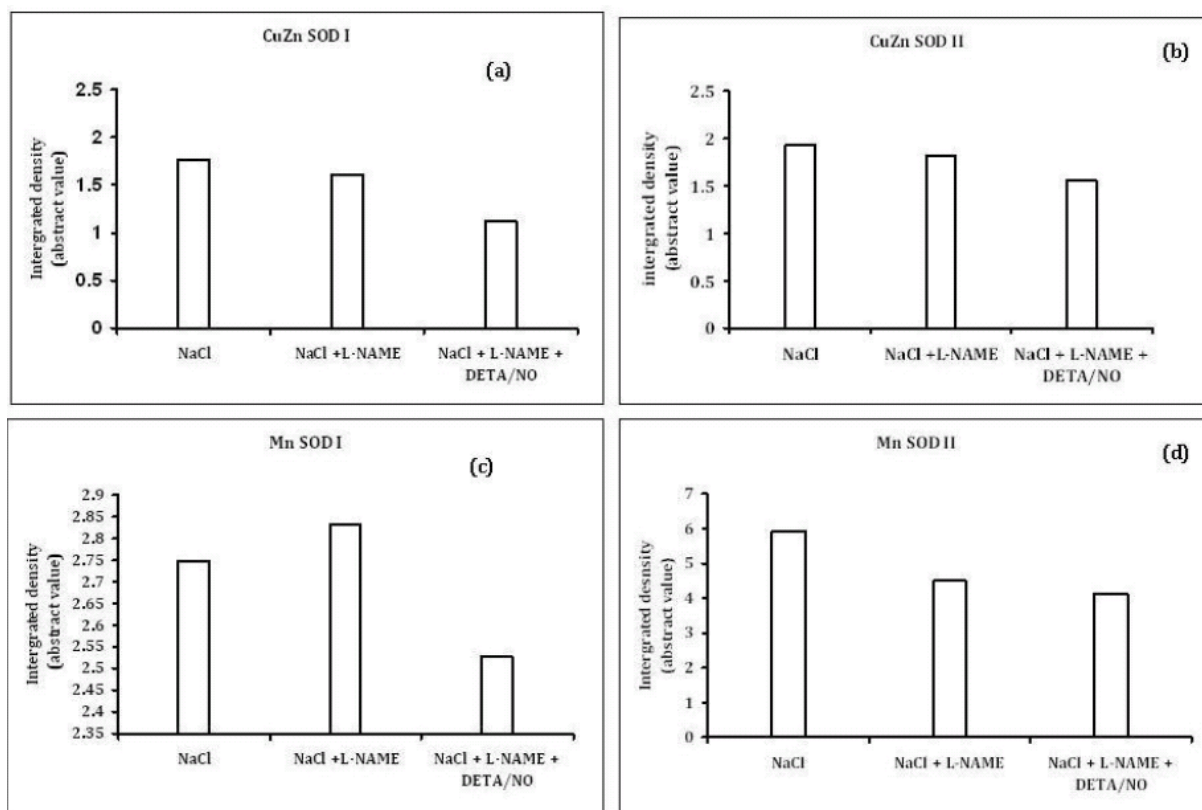 CuZn SOD I
(a)
Intergrated density
(abstract value)
2.5
2
1.5
1
0.5
0
NaCl
NaCl +L-NAME
NaCl + L-NAME +
DETA/NO
CuZn SOD II
(b)
intergrated density
(abstract value)
2.5
2
1.5
1
0.5
0
NaCl
NaCl +L-NAME
NaCl + L-NAME +
DETA/NO
Mn SOD I
(c)
Intergrated density
(abstract value)
2.9
2.85
2.8
2.75
2.7
2.65
2.6
2.55
2.5
2.45
2.4
2.35
NaCl
NaCl +L-NAME
NaCl + L-NAME +
DETA/NO
Mn SOD II
(d)
Intergrated desnsity
(abstract value)
7
6
5
4
3
2
1
0
NaCl
NaCl + L-NAME
NaCl + L-NAME +
DETA/NO